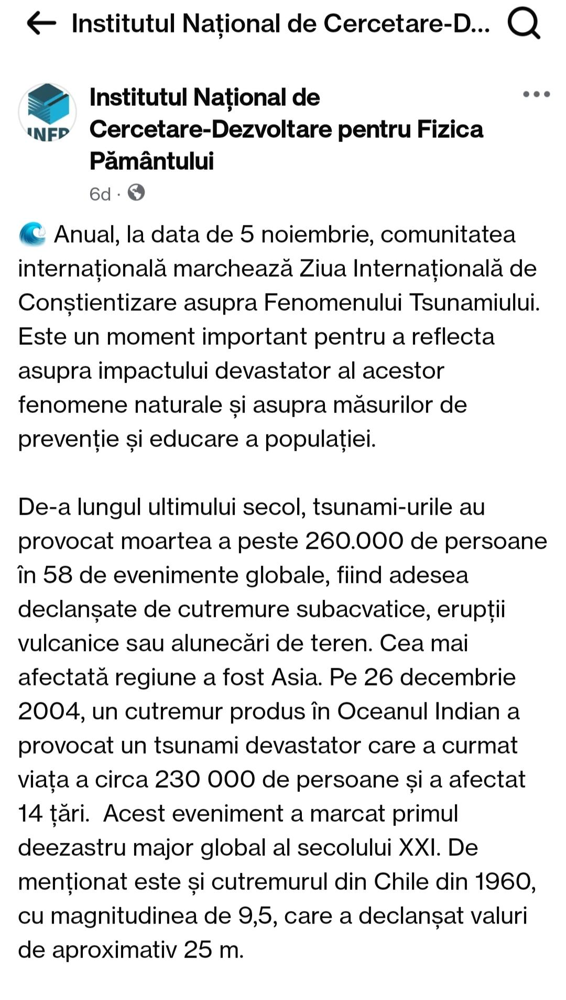 Institutul Național de Cercetare-D...
INFP
Institutul Național de
Cercetare-Dezvoltare pentru Fizica
Pământului
6d ·
🌊 Anual, la data de 5 noiembrie, comunitatea
internațională marchează Ziua Internațională de
Conștientizare asupra Fenomenului Tsunamiului.
Este un moment important pentru a reflecta
asupra impactului devastator al acestor
fenomene naturale și asupra măsurilor de
prevenție și educare a populației.
De-a lungul ultimului secol, tsunami-urile au
provocat moartea a peste 260.000 de persoane
în 58 de evenimente globale, fiind adesea
declanșate de cutremure subacvatice, erupții
vulcanice sau alunecări de teren. Cea mai
afectată regiune a fost Asia. Pe 26 decembrie
2004, un cutremur produs în Oceanul Indian a
provocat un tsunami devastator care a curmat
viața a circa 230 000 de persoane și a afectat
14 țări.  Acest eveniment a marcat primul
deezastru major global al secolului XXI. De
menționat este și cutremurul din Chile din 1960,
cu magnitudinea de 9,5, care a declanșat valuri
de aproximativ 25 m.